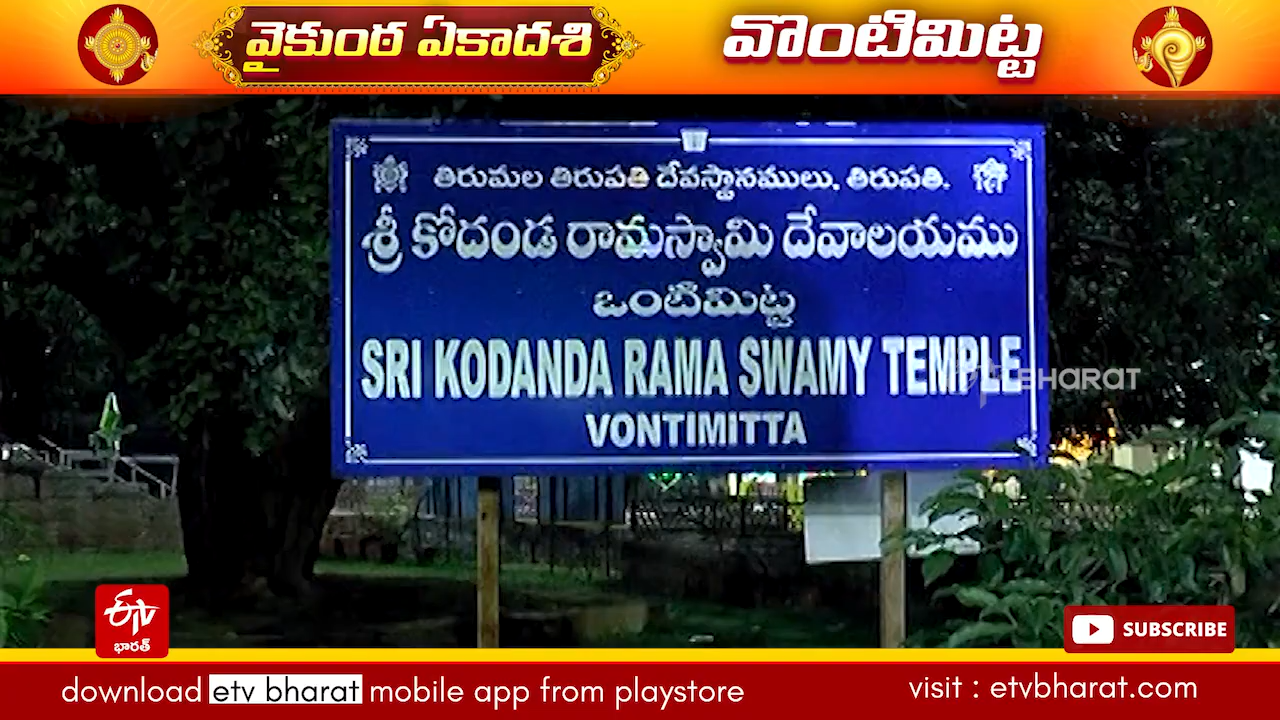 వైకుంఠ ఏకాదశి
వొంటిమిట్ట
తిరుమల తిరుపతి దేవస్థానములు. తిరుపతి.
శ్రీ కోదండ రామస్వామి దేవాలయము
ఒంటిమిట్ట
SRI KODANDA RAMA SWAMY TEMPLE
VONTIMITTA
BHARAT
ETV
భారత్
SUBSCRIBE
download etv bharat mobile app from playstore
visit : etvbharat.com